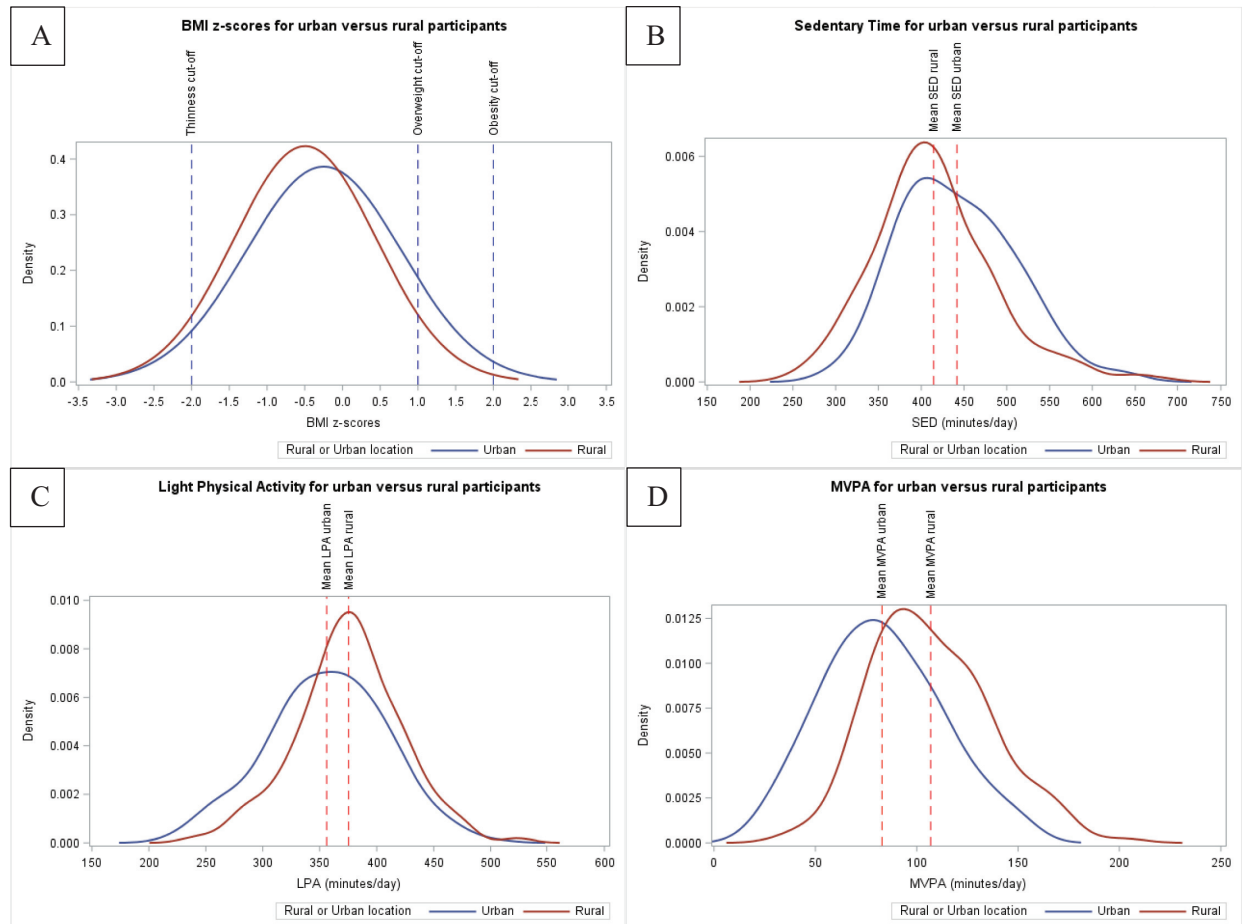 A
BMI z-scores for urban versus rural participants
Thinness cut-off
Overweight cut-off
Obesity cut-off
0.4
0.3
0.2
0.1
0.0
Density
-3.5 -3.0 -2.5 -2.0 -1.5 -1.0 -0.5 0.0 0.5 1.0 1.5 2.0 2.5 3.0 3.5
BMI z-scores
Rural or Urban location Urban Rural
B
Sedentary Time for urban versus rural participants
Mean SED rural
Mean SED urban
0.006
0.004
0.002
0.000
Density
150 200 250 300 350 400 450 500 550 600 650 700 750
SED (minutes/day)
Rural or Urban location Urban Rural
C
Light Physical Activity for urban versus rural participants
Mean LPA urban
Mean LPA rural
0.010
0.008
0.006
0.004
0.002
0.000
Density
150 200 250 300 350 400 450 500 550 600
LPA (minutes/day)
Rural or Urban location Urban Rural
D
MVPA for urban versus rural participants
Mean MVPA urban
Mean MVPA rural
0.0125
0.0100
0.0075
0.0050
0.0025
0.0000
Density
0 50 100 150 200 250
MVPA (minutes/day)
Rural or Urban location Urban Rural